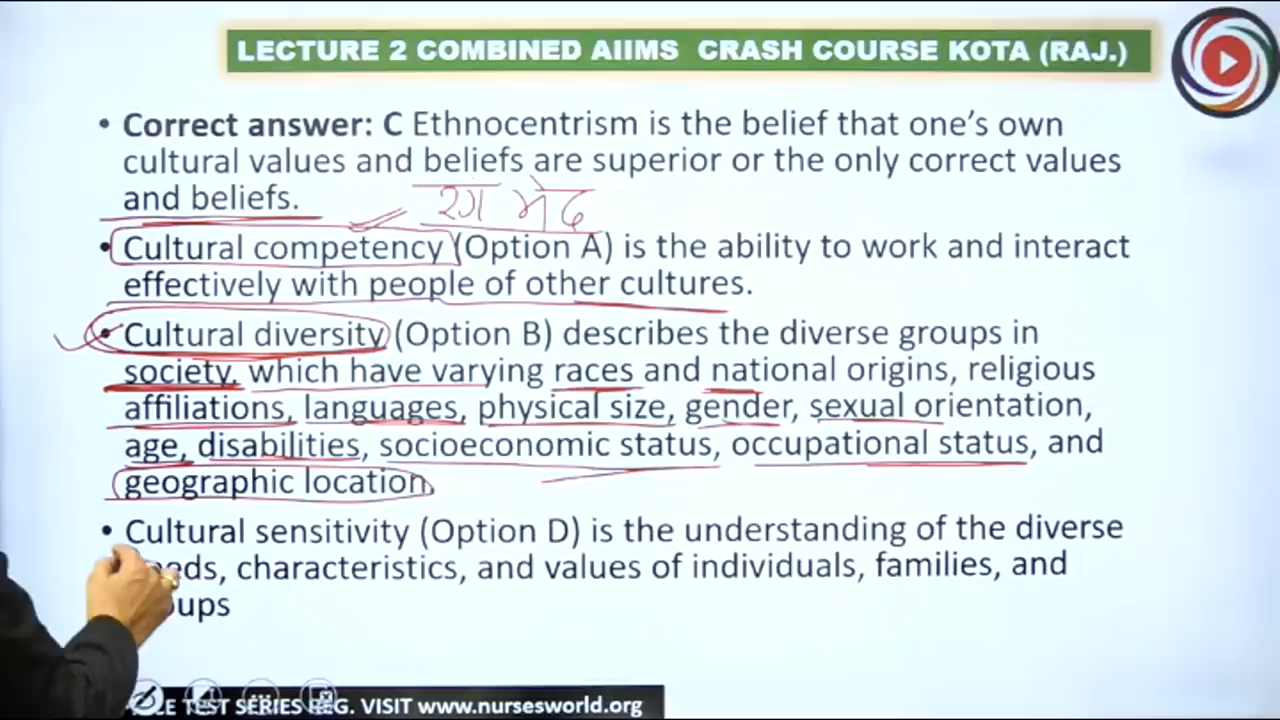 LECTURE 2 COMBINED AIIMS CRASH COURSE KOTA (RAJ.)
• Correct answer: C Ethnocentrism is the belief that one's own
cultural values and beliefs are superior or the only correct values
and beliefs.
रंग भेद
• Cultural competency (Option A) is the ability to work and interact
effectively with people of other cultures.
• Cultural diversity (Option B) describes the diverse groups in
society, which have varying races and national origins, religious
affiliations, languages, physical size, gender, sexual orientation,
age, disabilities, socioeconomic status, occupational status, and
geographic location
• Cultural sensitivity (Option D) is the understanding of the diverse
characteristics, and values of individuals, families, and
TEST SERIES REG. VISIT www.nursesworld.org